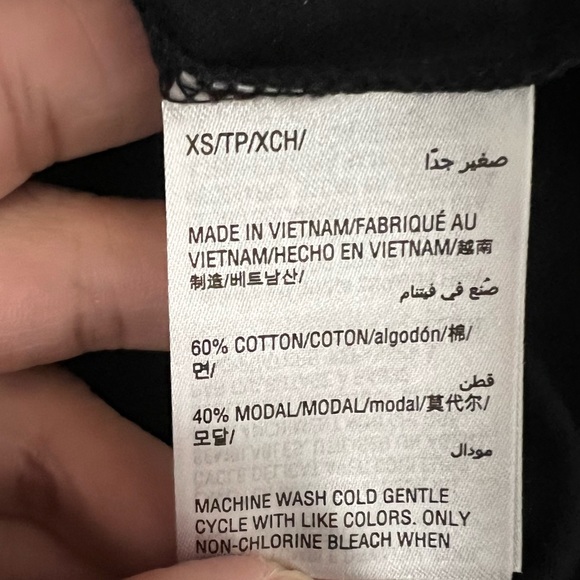 XS/TP/XCH/
صغير جدًا
MADE IN VIETNAM/FABRIQUÉ AU
VIETNAM/HECHO EN VIETNAM/越南
制造/베트남산/
صُنع في فيتنام
60% COTTON/COTON/algodón/棉/
면/
قطن
40% MODAL/MODAL/modal/莫代尔/
모달/
مودال
MACHINE WASH COLD GENTLE
CYCLE WITH LIKE COLORS. ONLY
NON-CHLORINE BLEACH WHEN